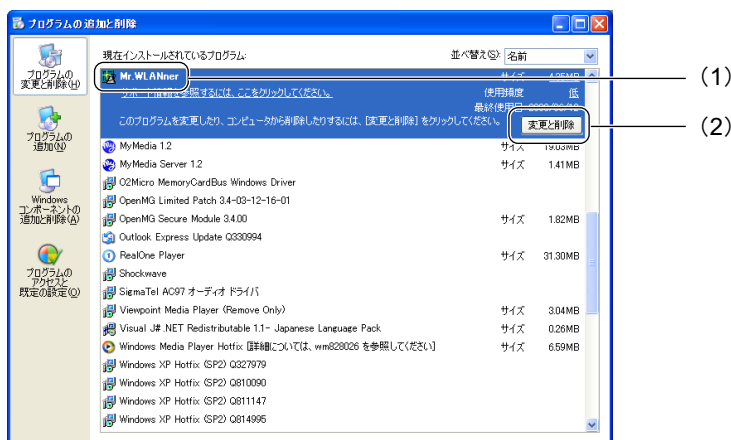 プログラムの追加と削除
プログラムの
変更と削除(H)
プログラムの
追加(N)
Windows
コンポーネントの
追加と削除(A)
プログラムの
アクセスと
既定の設定(O)
現在インストールされているプログラム:
並べ替え(S): 名前
Mr.WLANner
サイズ 4.35MB
サポート情報を参照するには、ここをクリックしてください。
使用頻度 低
最終使用日
このプログラムを変更したり、コンピュータから削除したりするには、[変更と削除] をクリックしてください。
変更と削除
MyMedia 1.2 サイズ 19.03MB
MyMedia Server 1.2 サイズ 1.41MB
O2Micro MemoryCardBus Windows Driver
OpenMG Limited Patch 3.4-03-12-16-01
OpenMG Secure Module 3.4.00 サイズ 1.82MB
Outlook Express Update Q330994
RealOne Player サイズ 31.30MB
Shockwave
SigmaTel AC97 オーディオ ドライバ
Viewpoint Media Player (Remove Only) サイズ 3.04MB
Visual J# .NET Redistributable 1.1- Japanese Language Pack サイズ 0.26MB
Windows Media Player Hotfix [詳細については、wm828026 を参照してください] サイズ 6.59MB
Windows XP Hotfix (SP2) Q327979
Windows XP Hotfix (SP2) Q810090
Windows XP Hotfix (SP2) Q811147
Windows XP Hotfix (SP2) Q814995
(1)
(2)